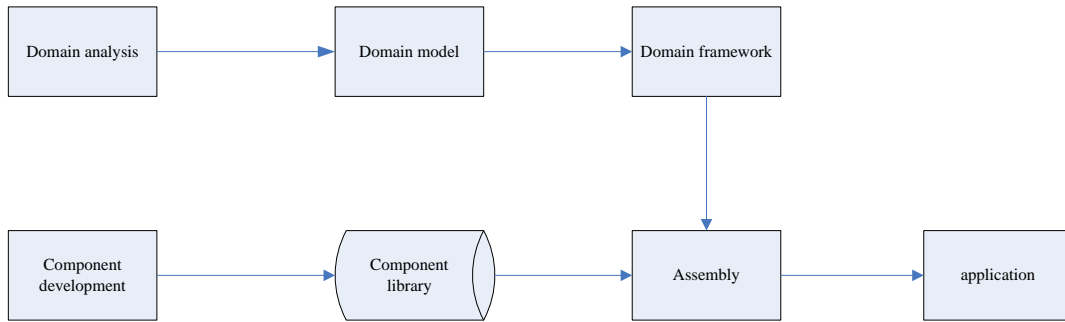 Domain analysis
Domain model
Domain framework
Component
development
Component
library
Assembly
application